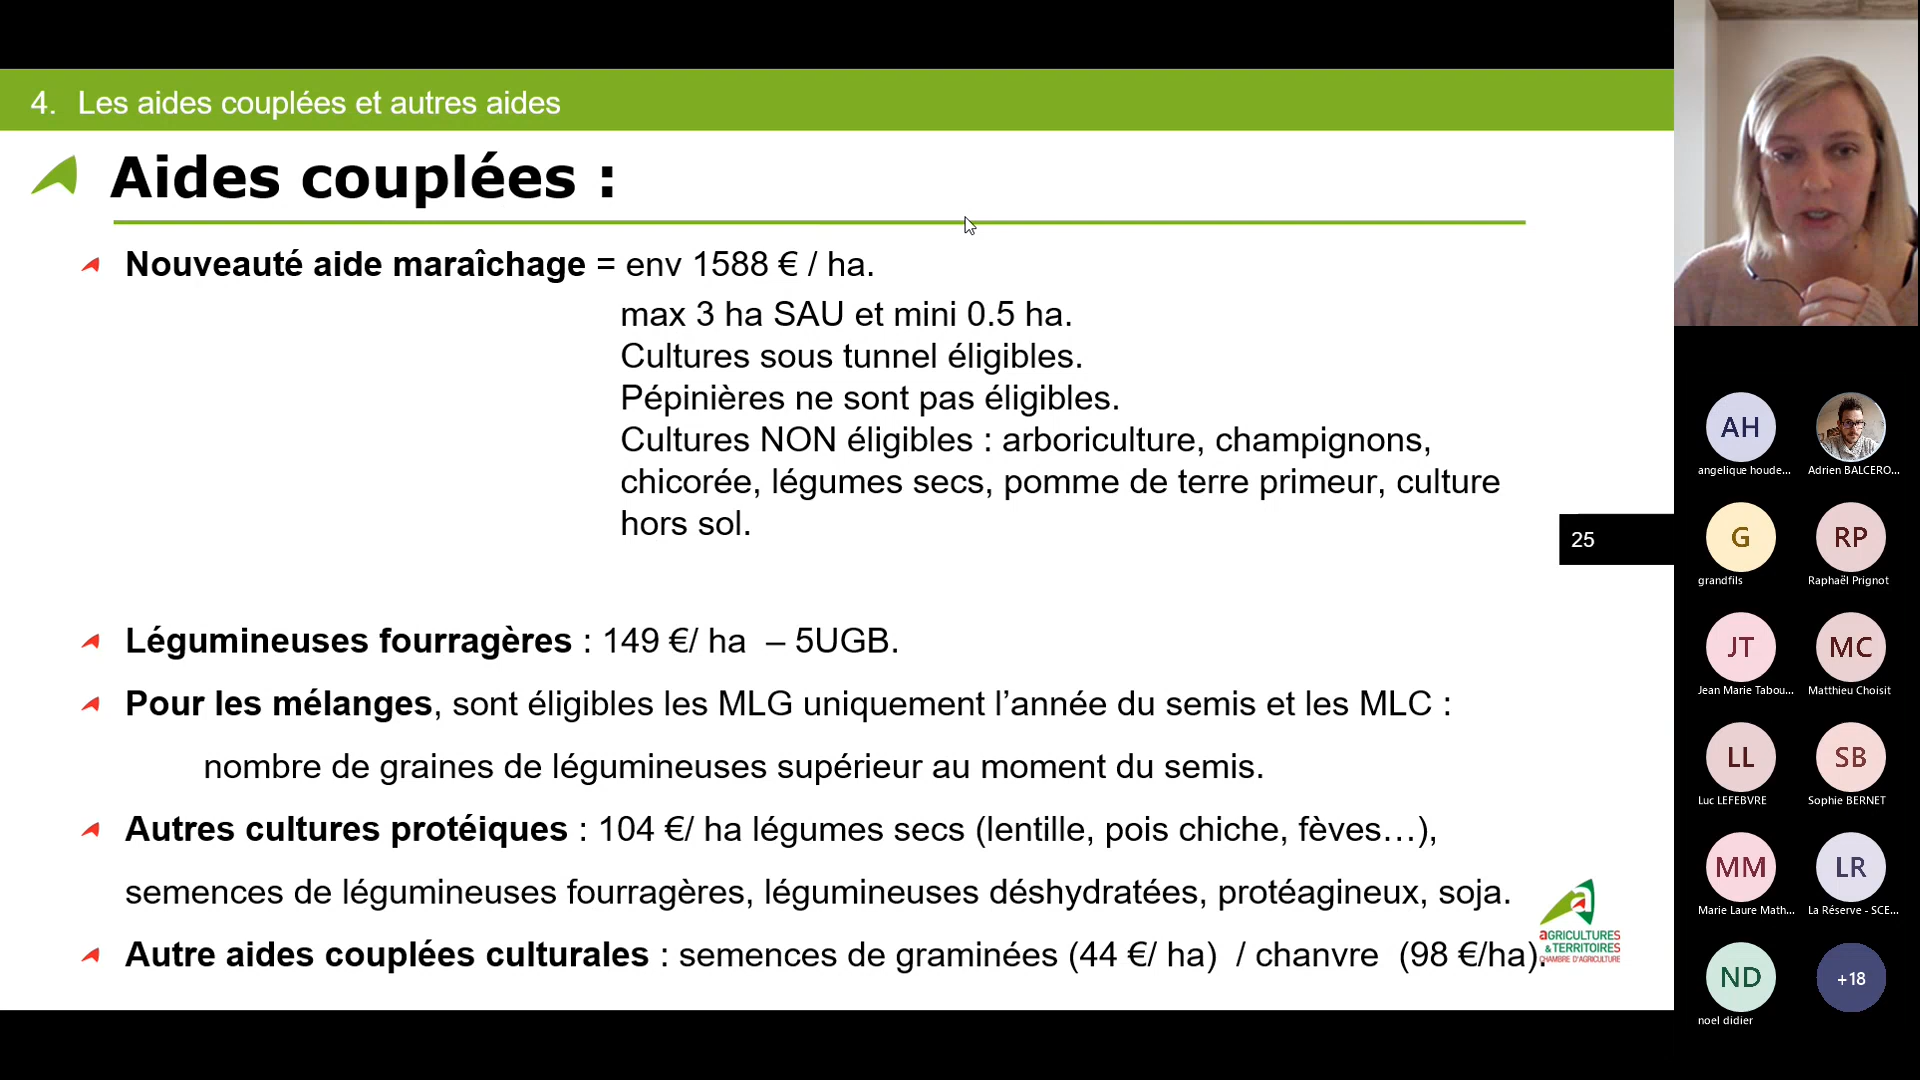 4. Les aides couplées et autres aides
Aides couplées :
Nouveauté aide maraîchage = env 1588 € / ha.
max 3 ha SAU et mini 0.5 ha.
Cultures sous tunnel éligibles.
Pépinières ne sont pas éligibles.
Cultures NON éligibles : arboriculture, champignons,
chicorée, légumes secs, pomme de terre primeur, culture
hors sol.
25
Légumineuses fourragères : 149 €/ ha – 5UGB.
Pour les mélanges, sont éligibles les MLG uniquement l’année du semis et les MLC :
nombre de graines de légumineuses supérieur au moment du semis.
Autres cultures protéiques : 104 €/ ha légumes secs (lentille, pois chiche, fèves…),
semences de légumineuses fourragères, légumineuses déshydratées, protéagineux, soja.
Autre aides couplées culturales : semences de graminées (44 €/ ha) / chanvre (98 €/ha).
AGRICULTURES
& TERRITOIRES
CHAMBRE D'AGRICULTURE
AH
angelique houde...
Adrien BALCERO...
G
grandfils
RP
Raphaël Prignot
JT
Jean Marie Tabou...
MC
Matthieu Choisit
LL
Luc LEFEBVRE
SB
Sophie BERNET
MM
Marie Laure Math...
LR
La Réserve - SCE...
ND
noel didier
+18